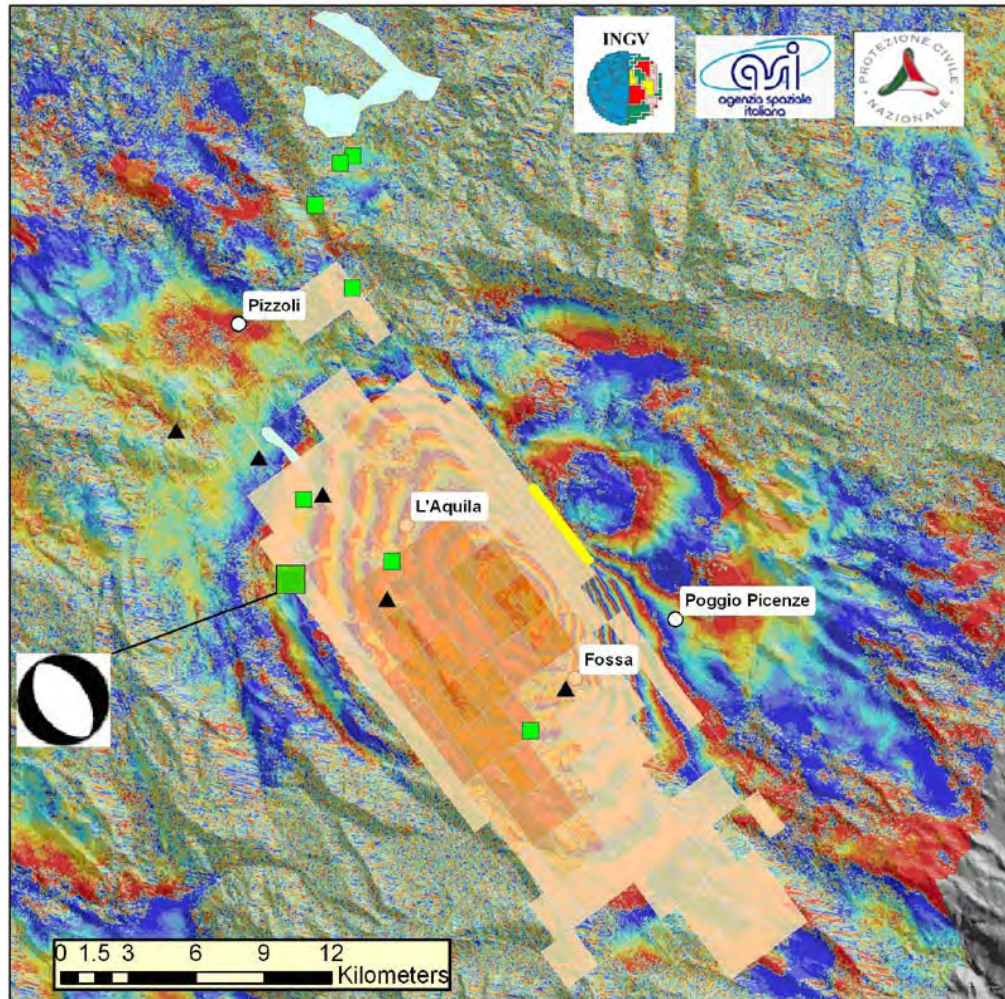 INGV
asi
agenzia spaziale
italiana
PROTEZIONE CIVILE
NAZIONALE
Pizzoli
L'Aquila
Poggio Picenze
Fossa
0 1.5 3 6 9 12
Kilometers